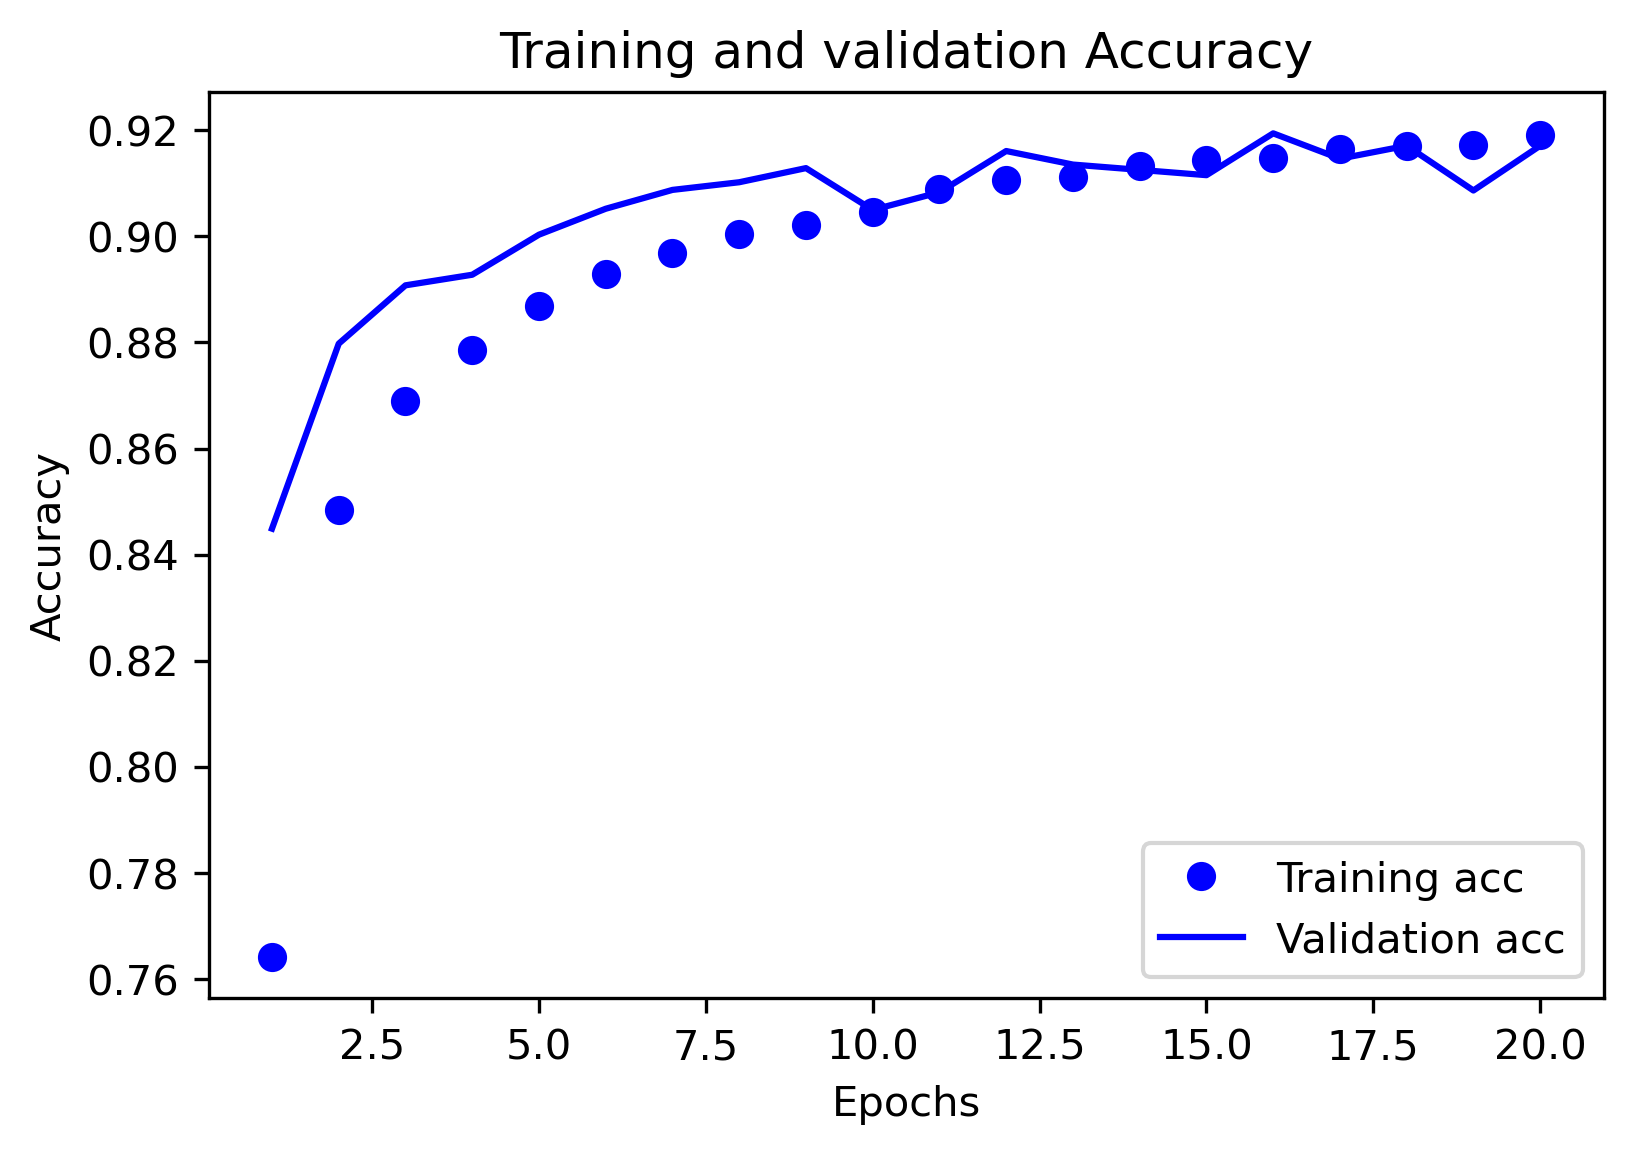 Training and validation Accuracy
0.92
0.90
0.88
0.86
0.84
0.82
0.80
0.78
0.76
Accuracy
Training acc
Validation acc
2.5 5.0 7.5 10.0 12.5 15.0 17.5 20.0
Epochs